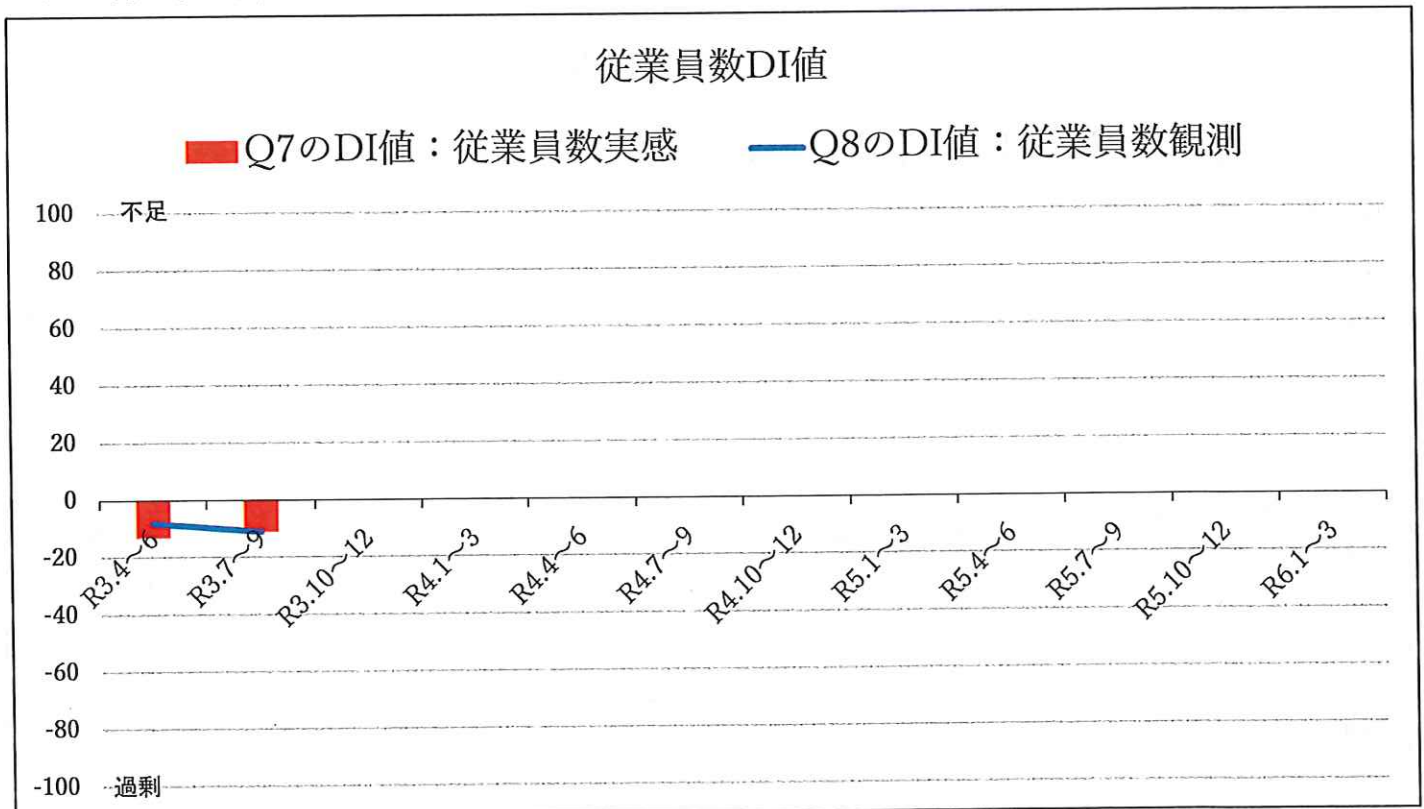 従業員数DI値
Q7のDI値：従業員数実感 Q8のDI値：従業員数観測
100 不足
80
60
40
20
0
-20
-40
-60
-80
-100 過剰
R3.4～6
R3.7～9
R3.10～12
R4.1～3
R4.4～6
R4.7～9
R4.10～12
R5.1～3
R5.4～6
R5.7～9
R5.10～12
R6.1～3